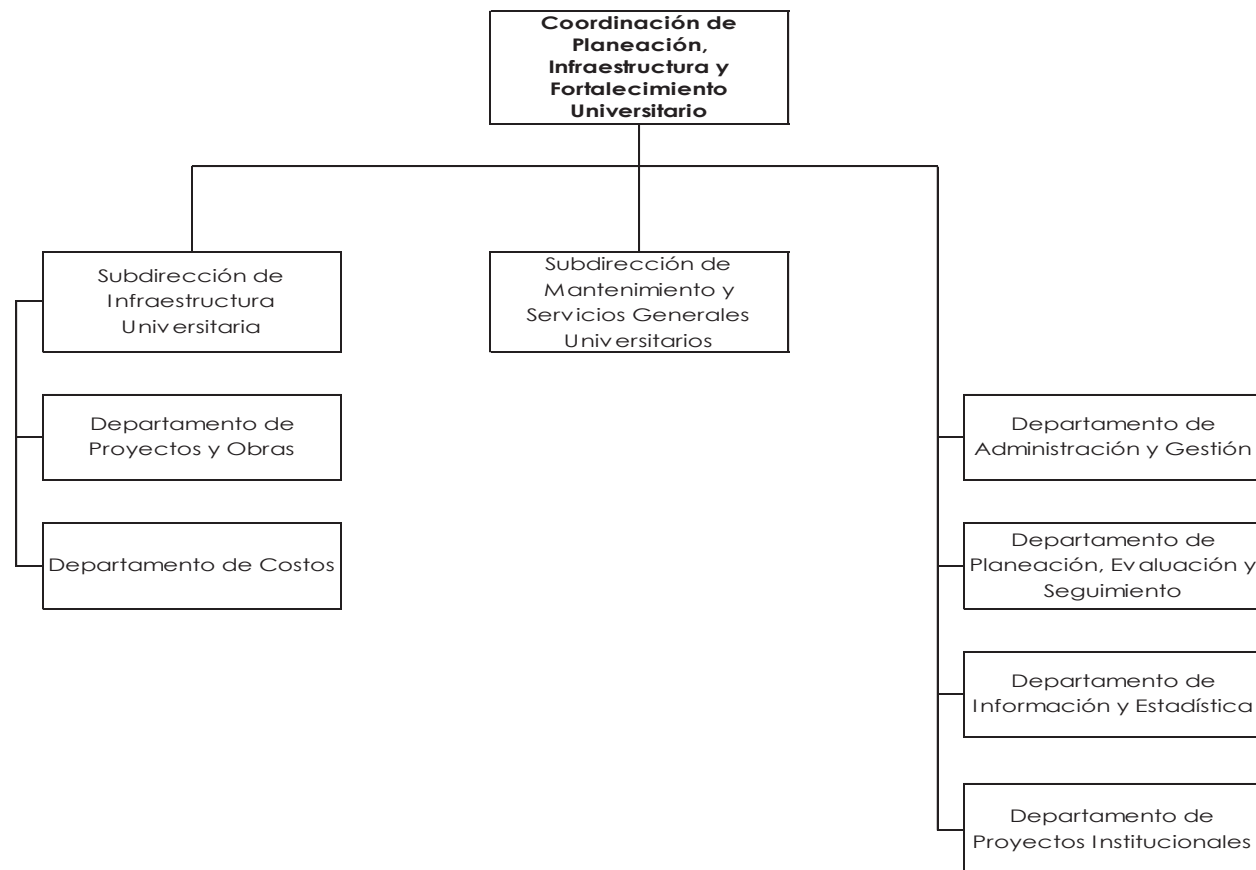 Coordinación de
Planeación,
Infraestructura y
Fortalecimiento
Universitario
Subdirección de
Infraestructura
Universitaria
Subdirección de
Mantenimiento y
Servicios Generales
Universitarios
Departamento de
Proyectos y Obras
Departamento de
Administración y Gestión
Departamento de Costos
Departamento de
Planeación, Evaluación y
Seguimiento
Departamento de
Información y Estadística
Departamento de
Proyectos Institucionales